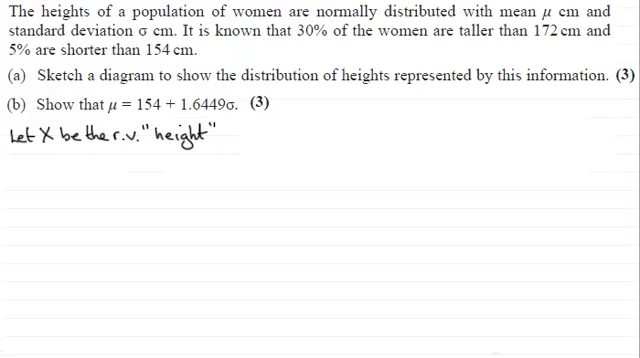 The heights of a population of women are normally distributed with mean μ cm and
standard deviation σ cm. It is known that 30% of the women are taller than 172 cm and
5% are shorter than 154 cm.
(a) Sketch a diagram to show the distribution of heights represented by this information. (3)
(b) Show that μ = 154 + 1.6449σ. (3)
Let X be the r.v. "height"